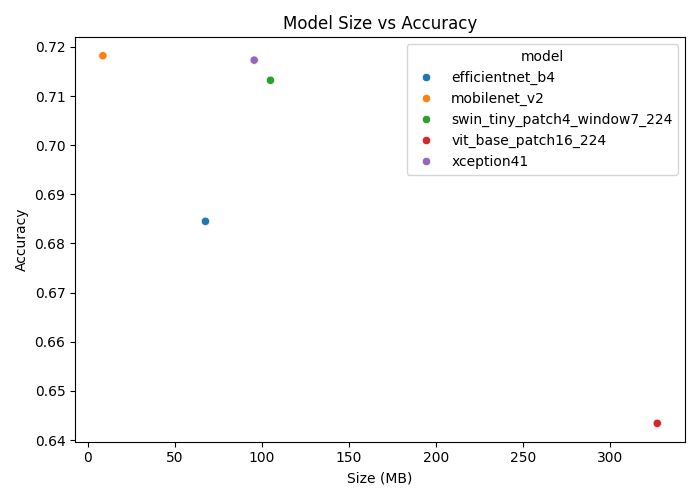 Model Size vs Accuracy
model
efficientnet_b4
mobilenet_v2
swin_tiny_patch4_window7_224
vit_base_patch16_224
xception41
Accuracy
0.72
0.71
0.70
0.69
0.68
0.67
0.66
0.65
0.64
0 50 100 150 200 250 300
Size (MB)